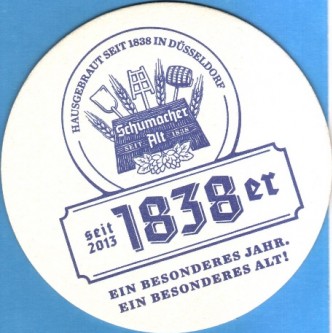 HAUSGEBRAUT SEIT 1838 IN DÜSSELDORF
Schumacher
Alt
SEIT 1838
seit
2013
1838er
EIN BESONDERES JAHR.
EIN BESONDERES ALT!